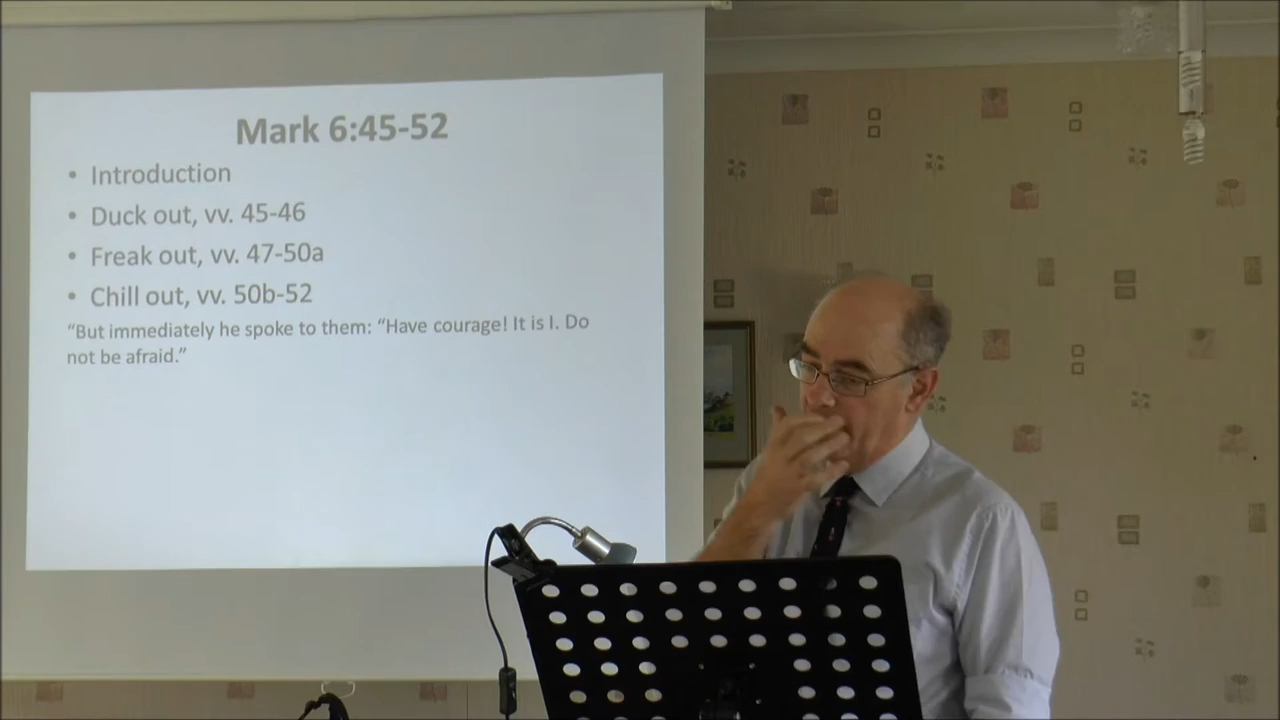 Mark 6:45-52
• Introduction
• Duck out, vv. 45-46
• Freak out, vv. 47-50a
• Chill out, vv. 50b-52
“But immediately he spoke to them: “Have courage! It is I. Do
not be afraid.”